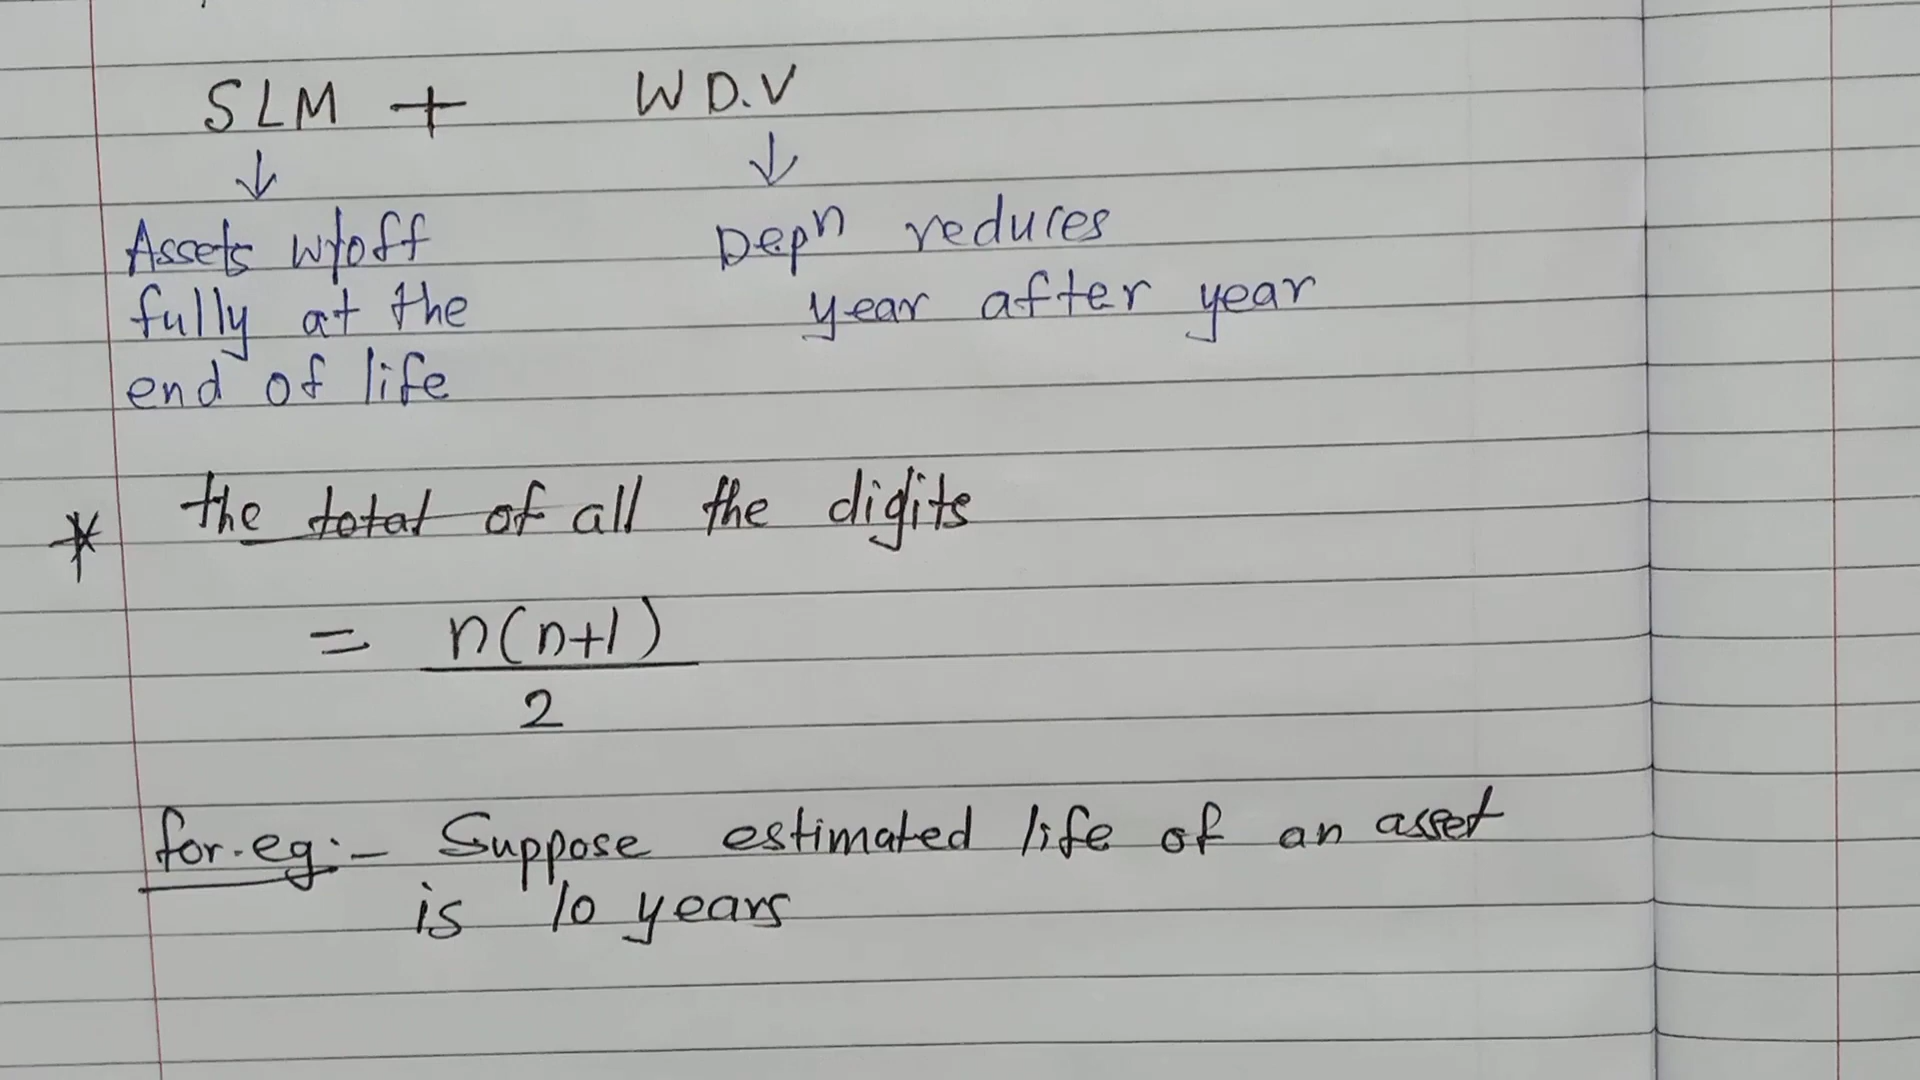 SLM + WD.V
↓ ↓
Assets w/off Depn reduces
fully at the year after year
end of life
* the total of all the digits
= n(n+1)
2
for.eg:- Suppose estimated life of an asset
is 10 years